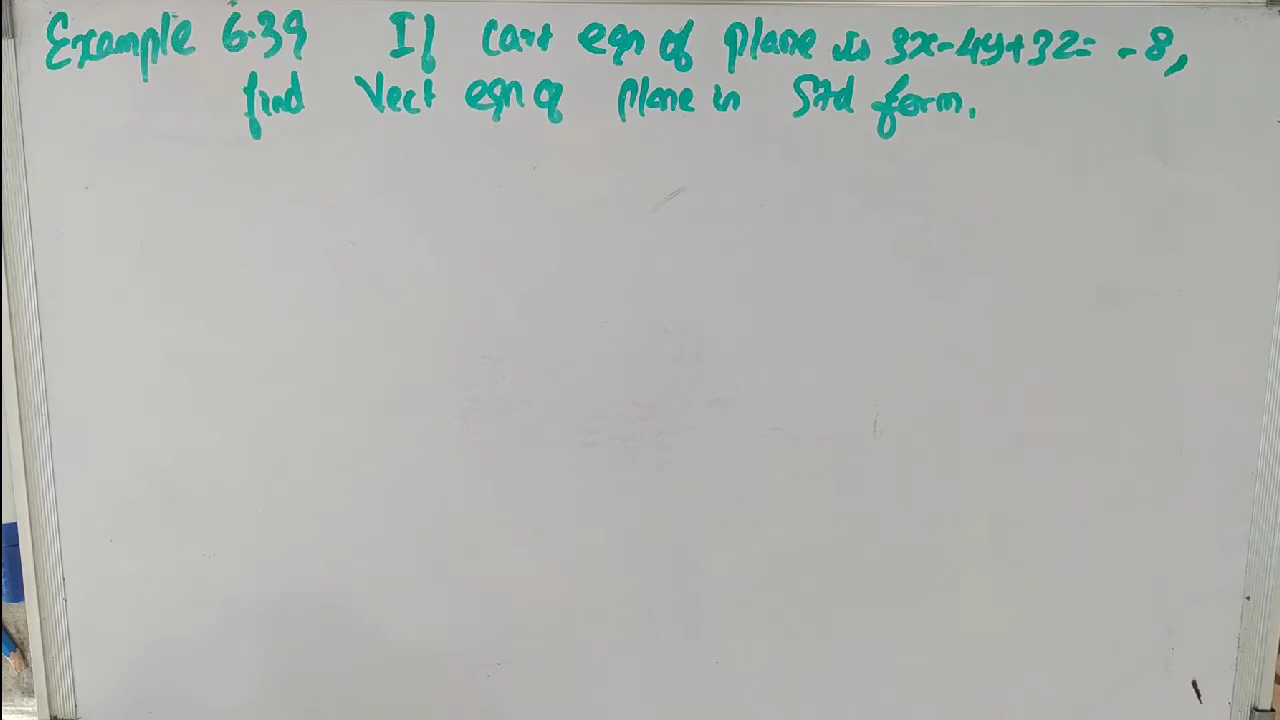 Example 6.39 If cart eqn of plane is 3x-4y+3z= -8,
find Vect eqn of plane in Std form.